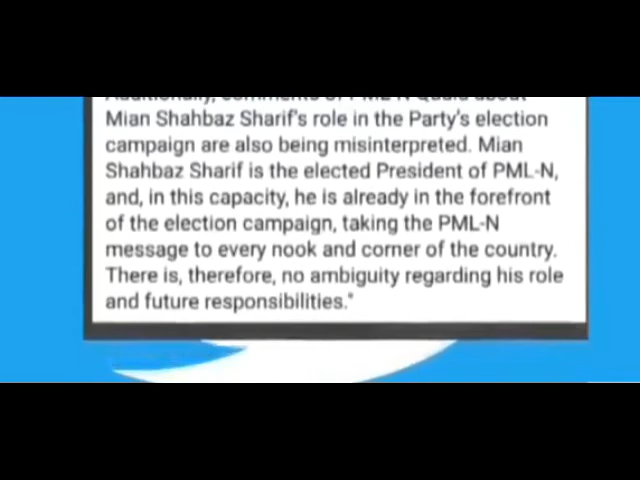 Mian Shahbaz Sharif's role in the Party's election
campaign are also being misinterpreted. Mian
Shahbaz Sharif is the elected President of PML-N,
and, in this capacity, he is already in the forefront
of the election campaign, taking the PML-N
message to every nook and corner of the country.
There is, therefore, no ambiguity regarding his role
and future responsibilities."